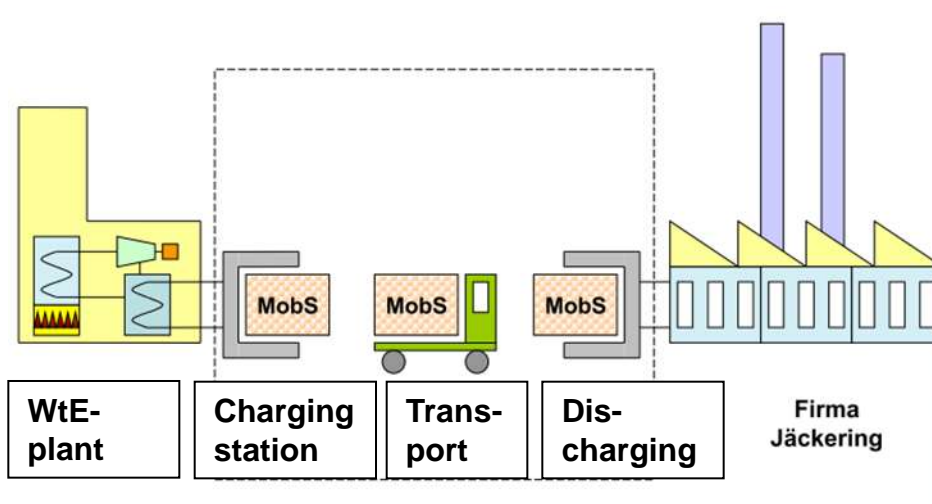 MobS
MobS
MobS
WtE-
plant
Charging
station
Trans-
port
Dis-
charging
Firma
Jäckering